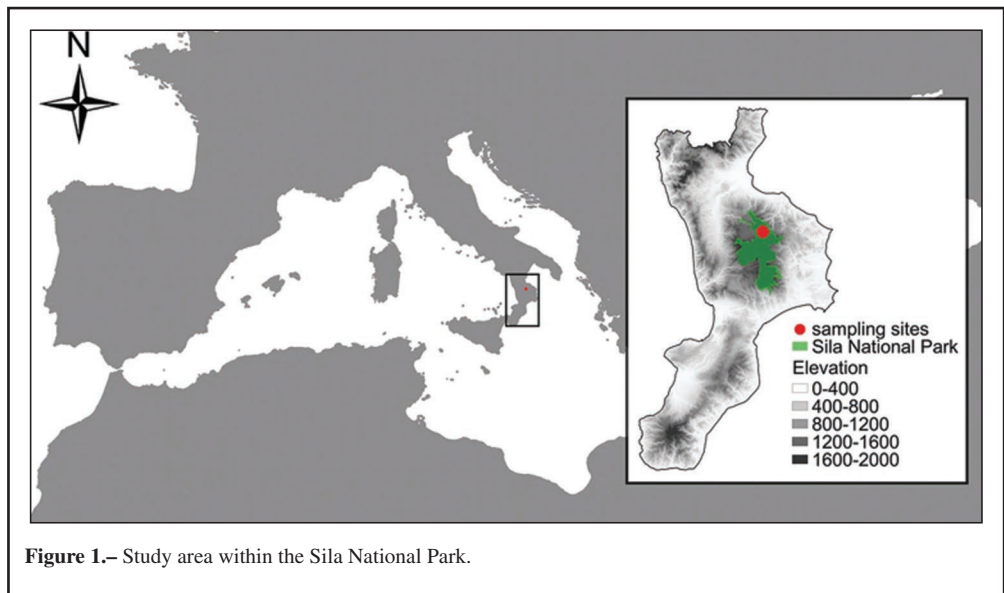 N
sampling sites
Sila National Park
Elevation
0-400
400-800
800-1200
1200-1600
1600-2000
Figure 1.– Study area within the Sila National Park.